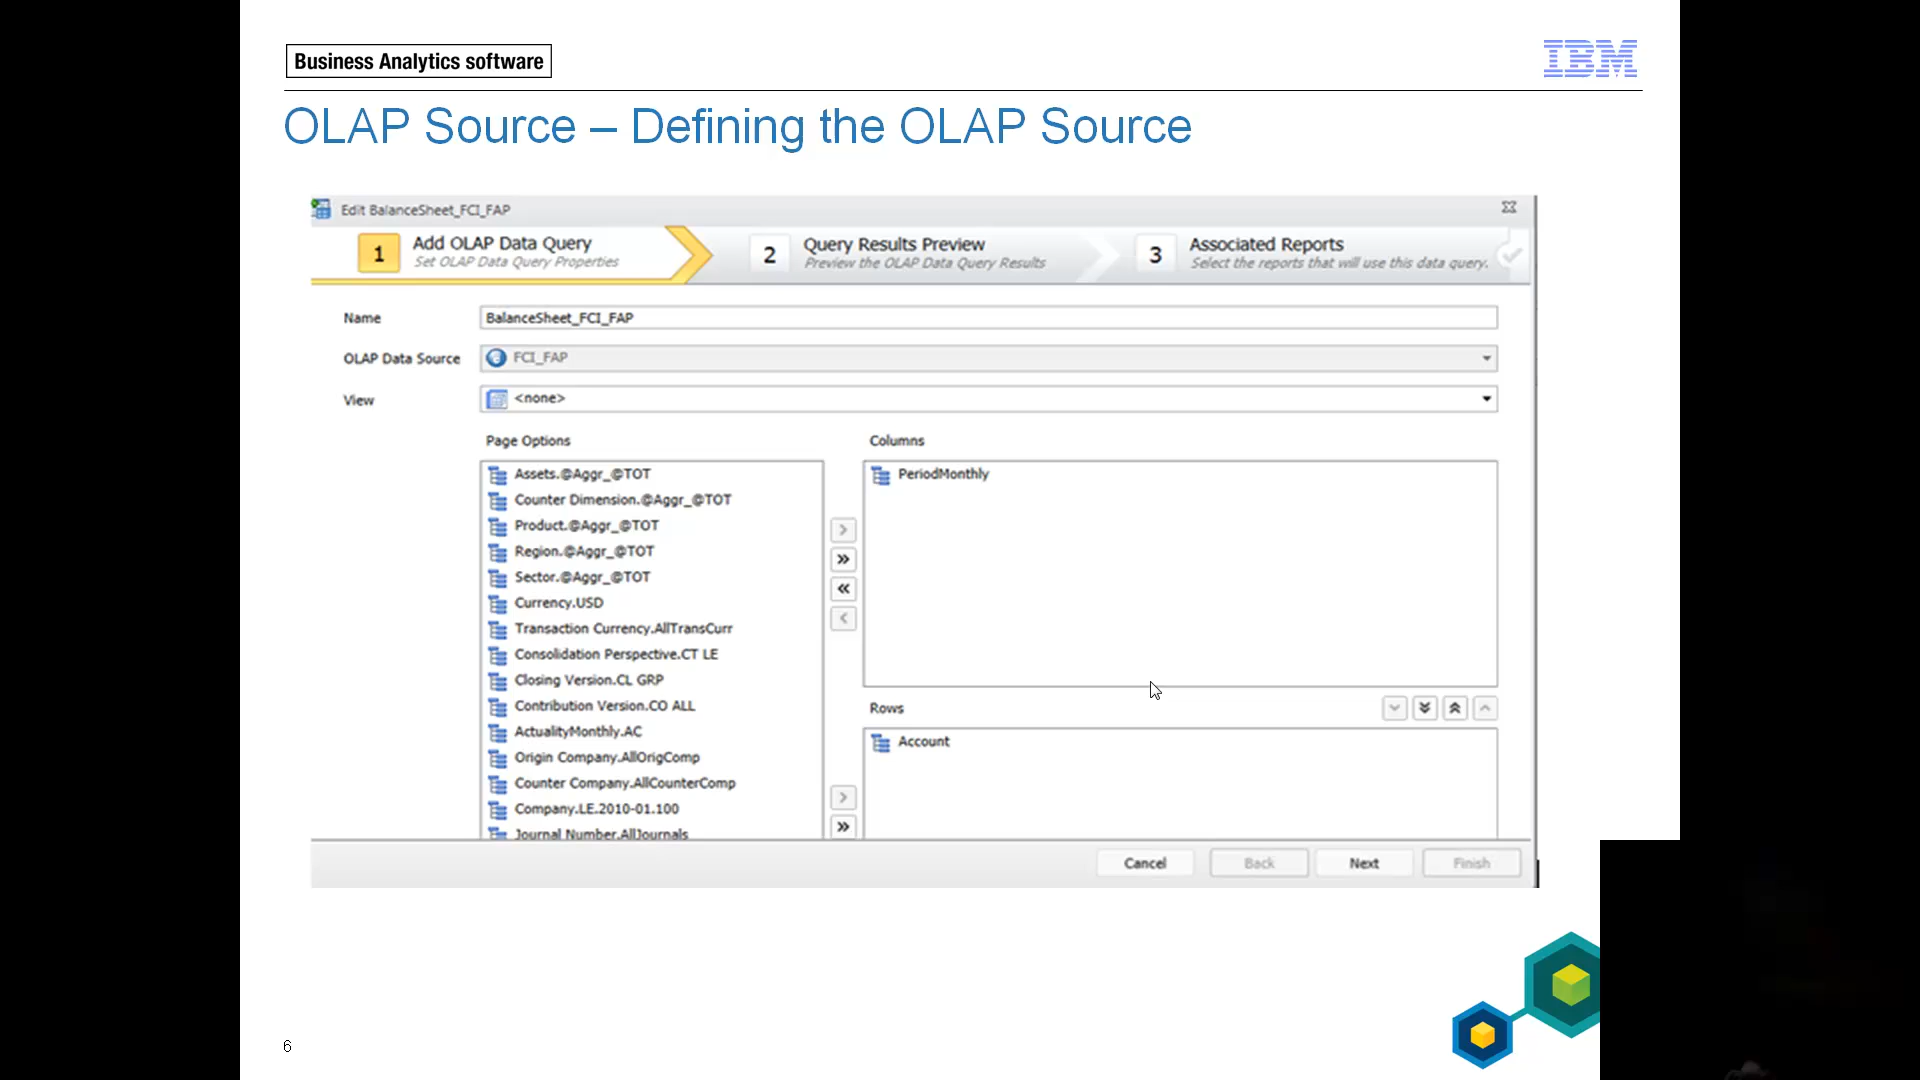 Business Analytics software
IBM
OLAP Source – Defining the OLAP Source
Edit BalanceSheet_FCI_FAP
1
Add OLAP Data Query
Set OLAP Data Query Properties
2
Query Results Preview
Preview the OLAP Data Query Results
3
Associated Reports
Select the reports that will use this data query.
Name
BalanceSheet_FCI_FAP
OLAP Data Source
FCI_FAP
View
<none>
Page Options
Assets.@Aggr_@TOT
Counter Dimension.@Aggr_@TOT
Product.@Aggr_@TOT
Region.@Aggr_@TOT
Sector.@Aggr_@TOT
Currency.USD
Transaction Currency.AllTransCurr
Consolidation Perspective.CT LE
Closing Version.CL GRP
Contribution Version.CO ALL
ActualityMonthly.AC
Origin Company.AllOrigComp
Counter Company.AllCounterComp
Company.LE.2010-01.100
Journal Number.AllJournals
Columns
PeriodMonthly
Rows
Account
Cancel
Back
Next
Finish
6